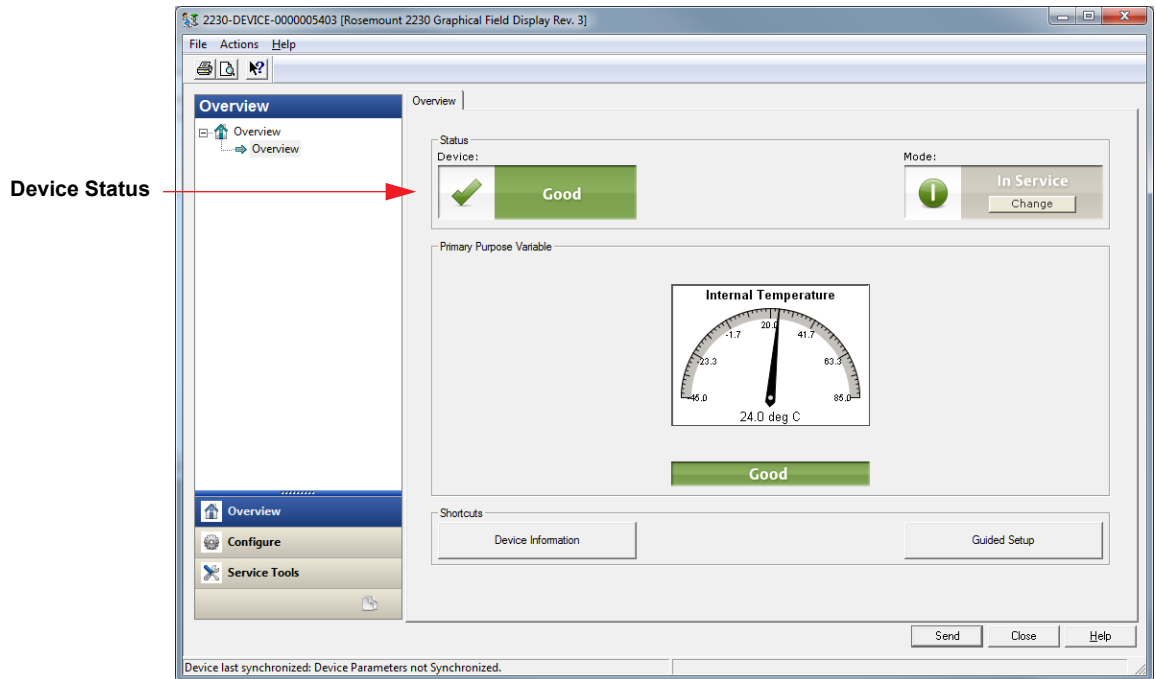 2230-DEVICE-0000005403 [Rosemount 2230 Graphical Field Display Rev. 3]
File Actions Help
Overview
Overview
Overview
Overview
Status
Device:
Good
Mode:
In Service
Change
Device Status
Primary Purpose Variable
Internal Temperature
-45.0
-23.3
-1.7
20.0
41.7
63.3
85.0
24.0 deg C
Good
Overview
Configure
Service Tools
Shortcuts
Device Information
Guided Setup
Send Close Help
Device last synchronized: Device Parameters not Synchronized.